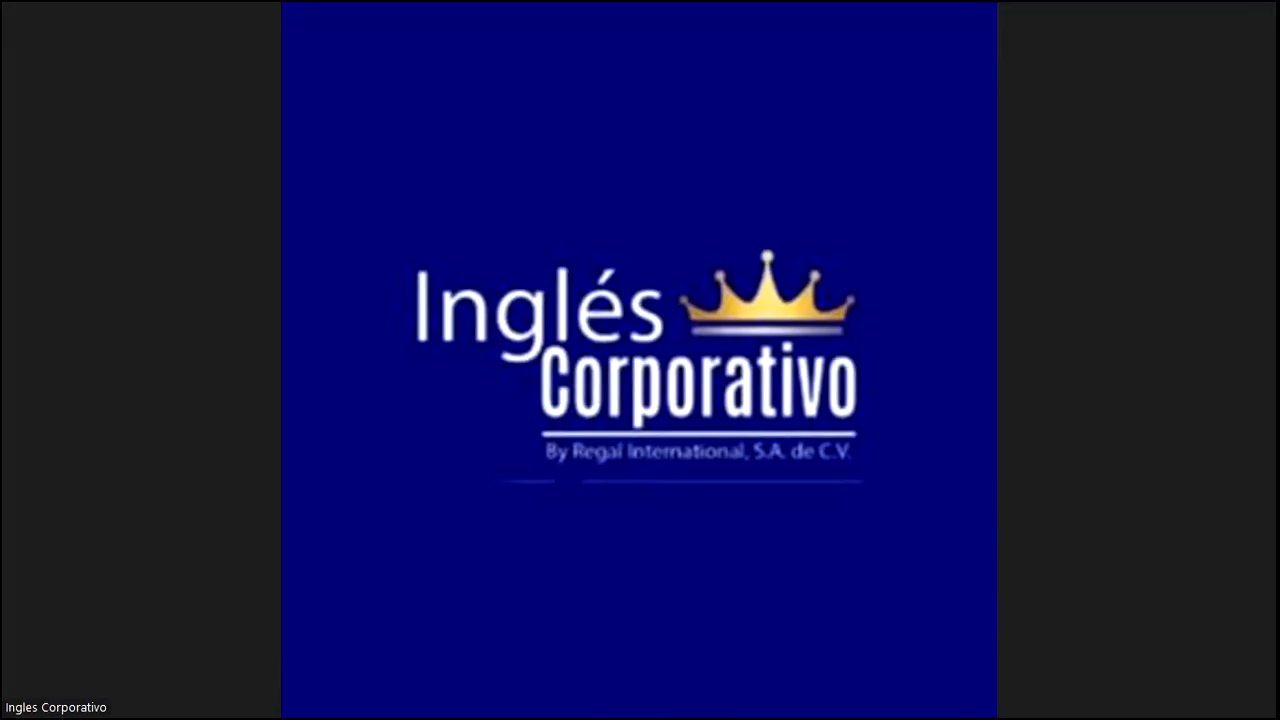 Inglés
Corporativo
By Regal International, S.A. de C.V.
Ingles Corporativo